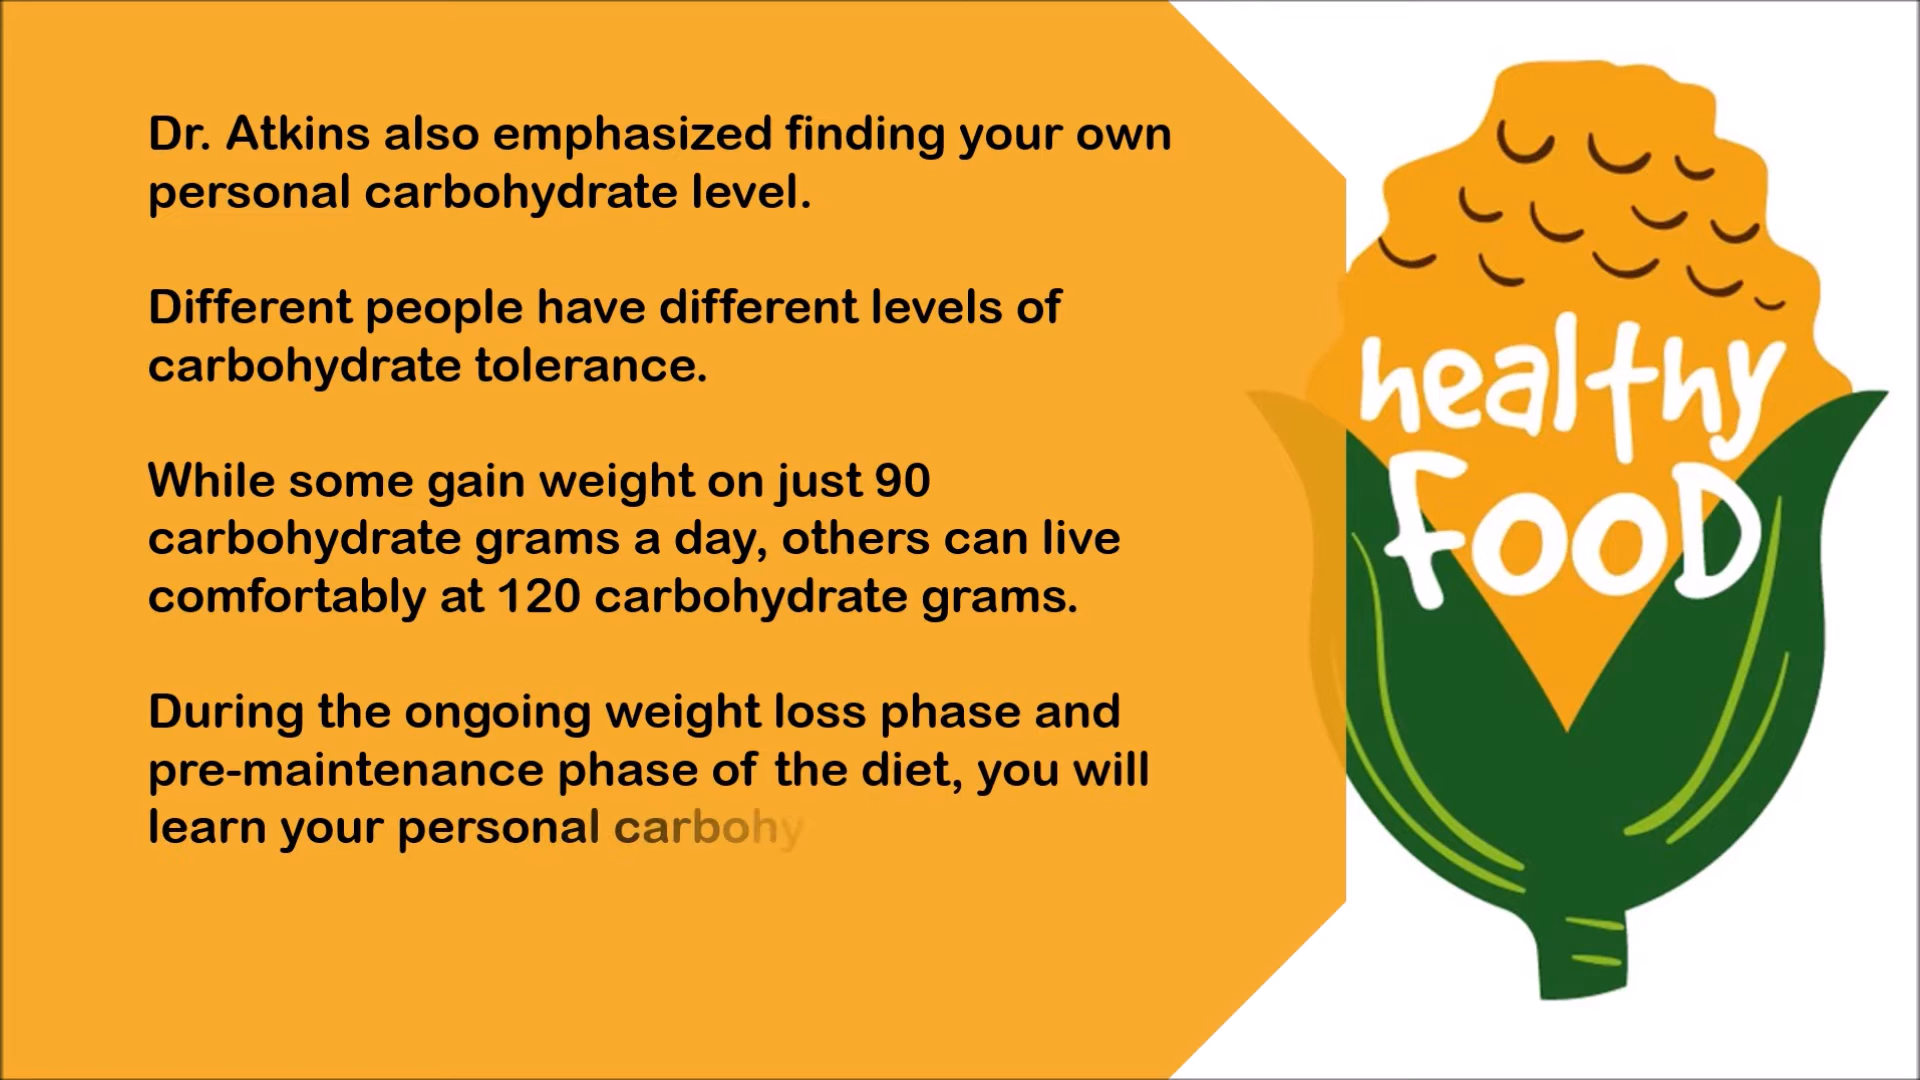 Dr. Atkins also emphasized finding your own
personal carbohydrate level.
Different people have different levels of
carbohydrate tolerance.
While some gain weight on just 90
carbohydrate grams a day, others can live
comfortably at 120 carbohydrate grams.
During the ongoing weight loss phase and
pre-maintenance phase of the diet, you will
learn your personal carbohy
healthy
FOOD